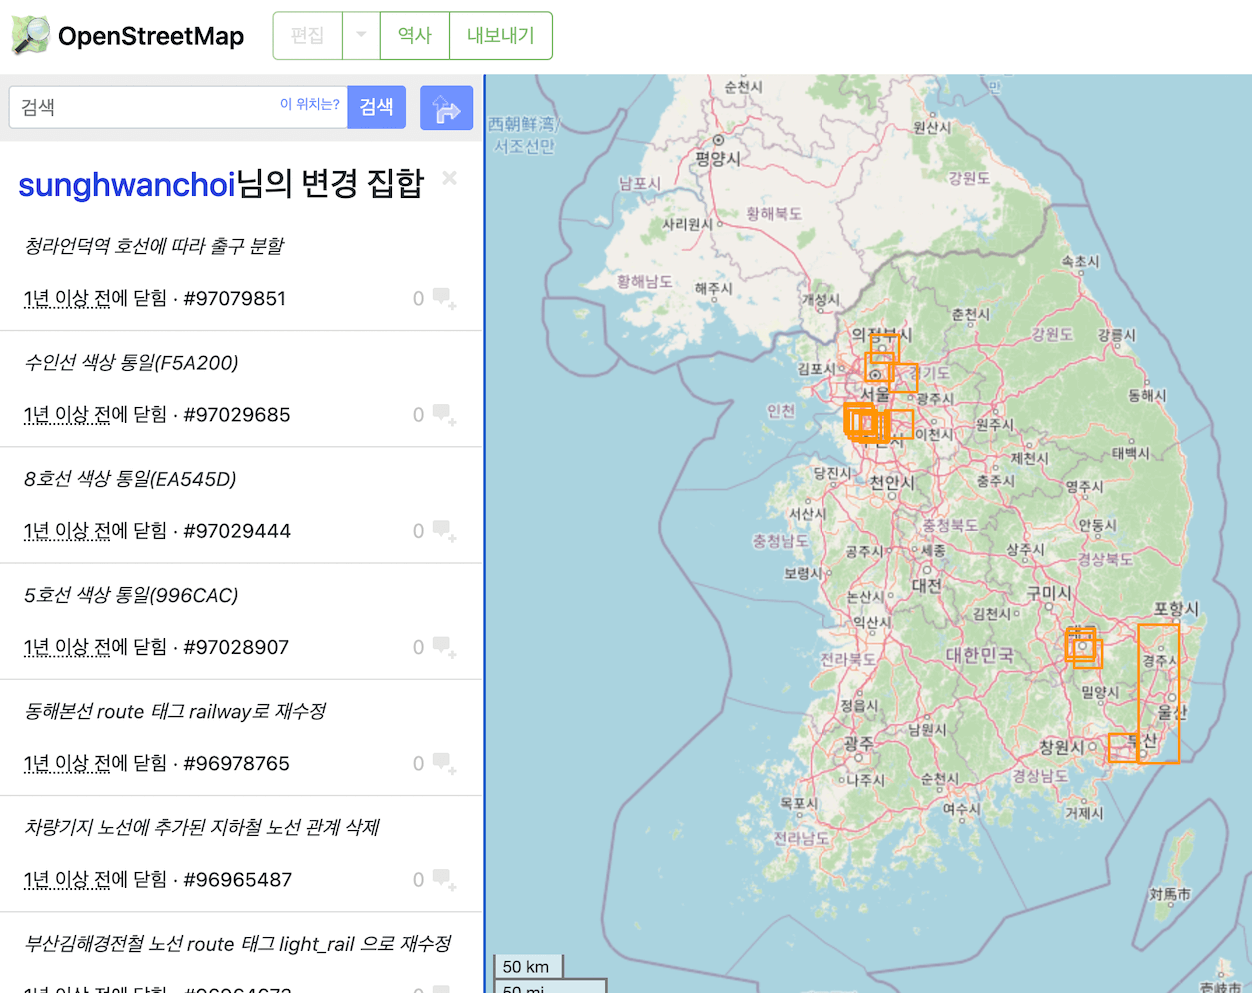 OpenStreetMap
편집
역사
내보내기
검색
이 위치는?
검색
sunghwanchoi님의 변경 집합
청라언덕역 호선에 따라 출구 분할
1년 이상 전에 닫힘 · #97079851
0
수인선 색상 통일(F5A200)
1년 이상 전에 닫힘 · #97029685
0
8호선 색상 통일(EA545D)
1년 이상 전에 닫힘 · #97029444
0
5호선 색상 통일(996CAC)
1년 이상 전에 닫힘 · #97028907
0
동해본선 route 태그 railway로 재수정
1년 이상 전에 닫힘 · #96978765
0
차량기지 노선에 추가된 지하철 노선 관계 삭제
1년 이상 전에 닫힘 · #96965487
0
부산김해경전철 노선 route 태그 light_rail 으로 재수정
순천시
만
西朝鲜湾/
서조선만
원산시
평양시
남포시
강원도
황해북도
사리원시
황해남도
해주시
개성시
속초시
춘천시
의정부시
강원도
강릉시
김포시
경기도
서울
광주시
동해시
인천
원주시
이천시
태백시
당진시
제천시
천안시
충주시
영주시
서산시
충청북도
안동시
충청남도
공주시
세종
상주시
경상북도
보령시
대전
논산시
구미시
김천시
포항시
익산시
전라북도
대한민국
경주시
밀양시
정읍시
울산
남원시
광주
창원시
부산
나주시
순천시
경상남도
목포시
여수시
거제시
전라남도
対馬市
壱岐市
50 km
50 mi